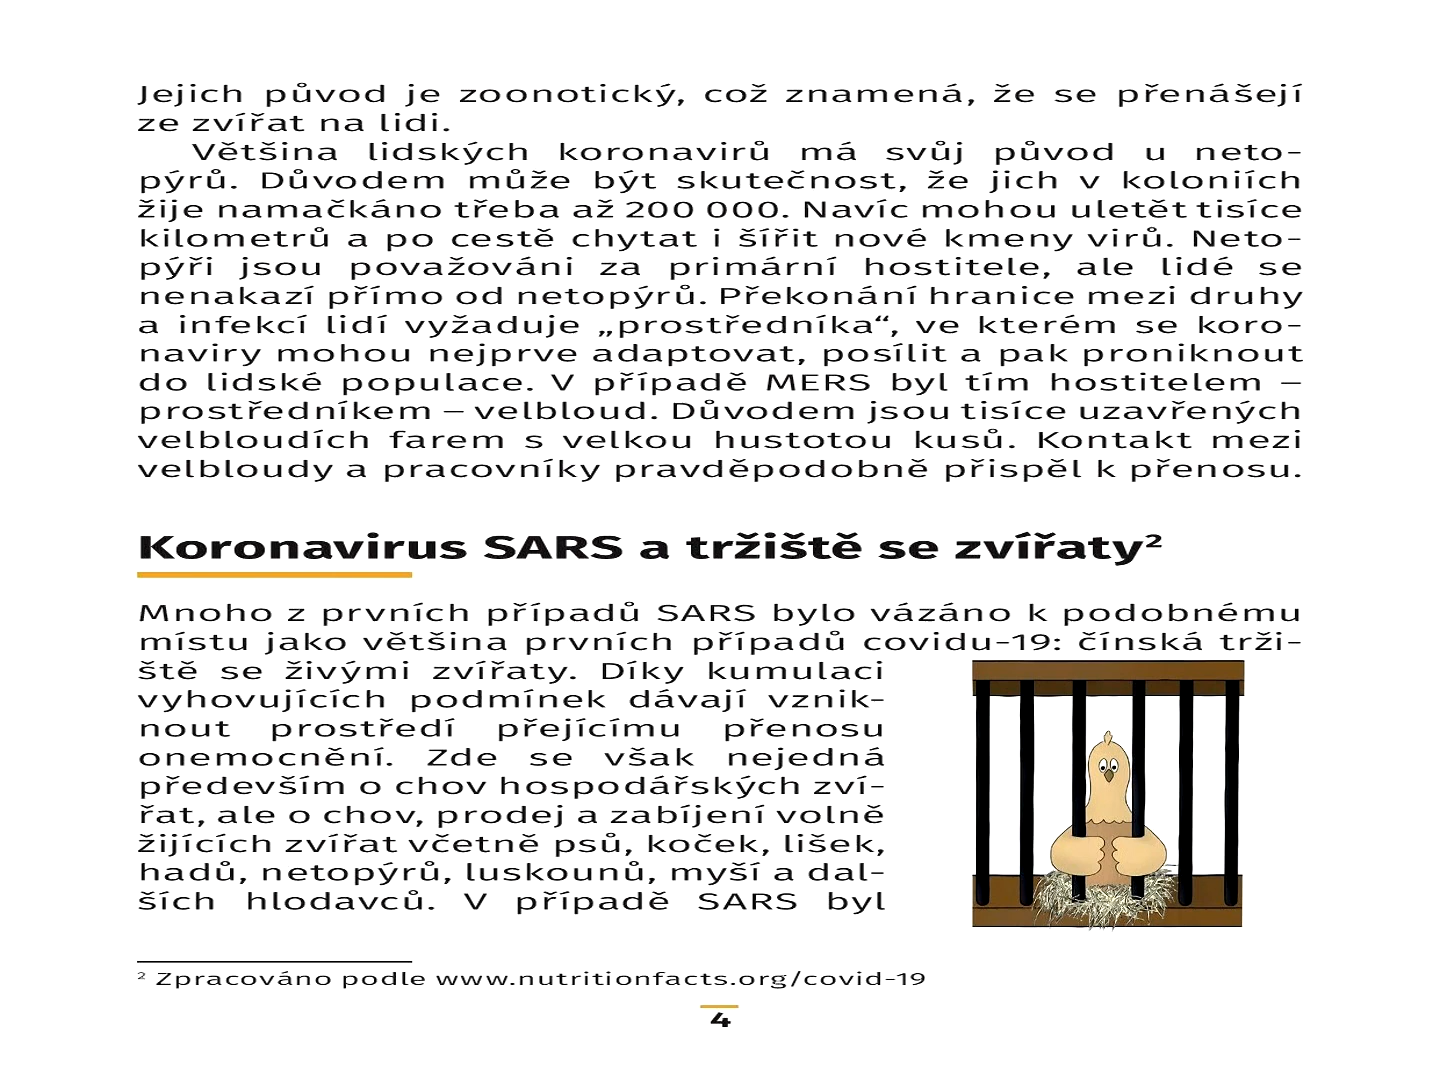 Jejich původ je zoonotický, což znamená, že se přenášejí
ze zvířat na lidi.
Většina lidských koronavirů má svůj původ u neto-
pýrů. Důvodem může být skutečnost, že jich v koloniích
žije namačkáno třeba až 200 000. Navíc mohou uletět tisíce
kilometrů a po cestě chytat i šířit nové kmeny virů. Neto-
pýři jsou považováni za primární hostitele, ale lidé se
nenakazí přímo od netopýrů. Překonání hranice mezi druhy
a infekcí lidí vyžaduje „prostředníka“, ve kterém se koro-
naviry mohou nejprve adaptovat, posílit a pak proniknout
do lidské populace. V případě MERS byl tím hostitelem –
prostředníkem – velbloud. Důvodem jsou tisíce uzavřených
velbloudích farem s velkou hustotou kusů. Kontakt mezi
velbloudy a pracovníky pravděpodobně přispěl k přenosu.
Koronavirus SARS a tržiště se zvířaty²
Mnoho z prvních případů SARS bylo vázáno k podobnému
místu jako většina prvních případů covidu-19: čínská trži-
ště se živými zvířaty. Díky kumulaci
vyhovujících podmínek dávají vznik-
nout prostředí přejícímu přenosu
onemocnění. Zde se však nejedná
především o chov hospodářských zví-
řat, ale o chov, prodej a zabíjení volně
žijících zvířat včetně psů, koček, lišek,
hadů, netopýrů, luskounů, myší a dal-
ších hlodavců. V případě SARS byl
² Zpracováno podle www.nutritionfacts.org/covid-19
4